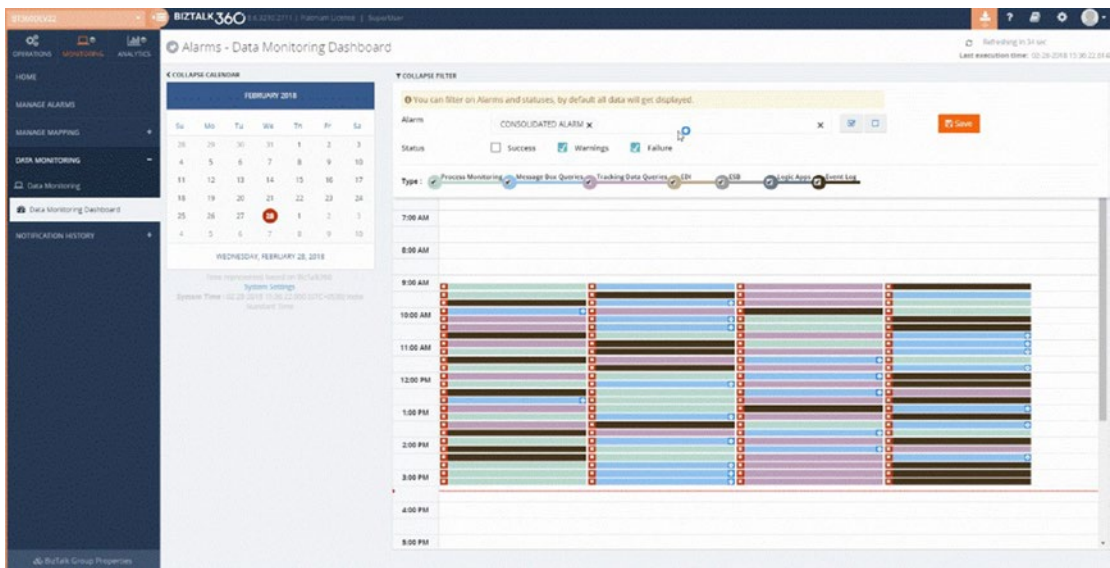 BIZTALK360 | Platinum License | SuperUser
OPERATIONS MONITORING ANALYTICS
Alarms - Data Monitoring Dashboard
Refreshing in 34 sec
Last execution time:
HOME
MANAGE ALARMS
MANAGE MAPPING +
DATA MONITORING -
Data Monitoring
Data Monitoring Dashboard
NOTIFICATION HISTORY +
BizTalk Group Properties
COLLAPSE CALENDAR
FEBRUARY 2018
Su Mo Tu We Th Fr Sa
28 29 30 31 1 2 3
4 5 6 7 8 9 10
11 12 13 14 15 16 17
18 19 20 21 22 23 24
25 26 27 28 1 2 3
4 5 6 7 8 9 10
WEDNESDAY, FEBRUARY 28, 2018
System Settings
COLLAPSE FILTER
You can filter on Alarms and statuses, by default all data will get displayed.
Alarm CONSOLIDATED ALARM x x Save
Status Success Warnings Failure
Type : Process Monitoring Message Box Queries Tracking Data Queries EDI ESB Logic Apps Event Log
7:00 AM
8:00 AM
9:00 AM
10:00 AM
11:00 AM
12:00 PM
1:00 PM
2:00 PM
3:00 PM
4:00 PM
5:00 PM